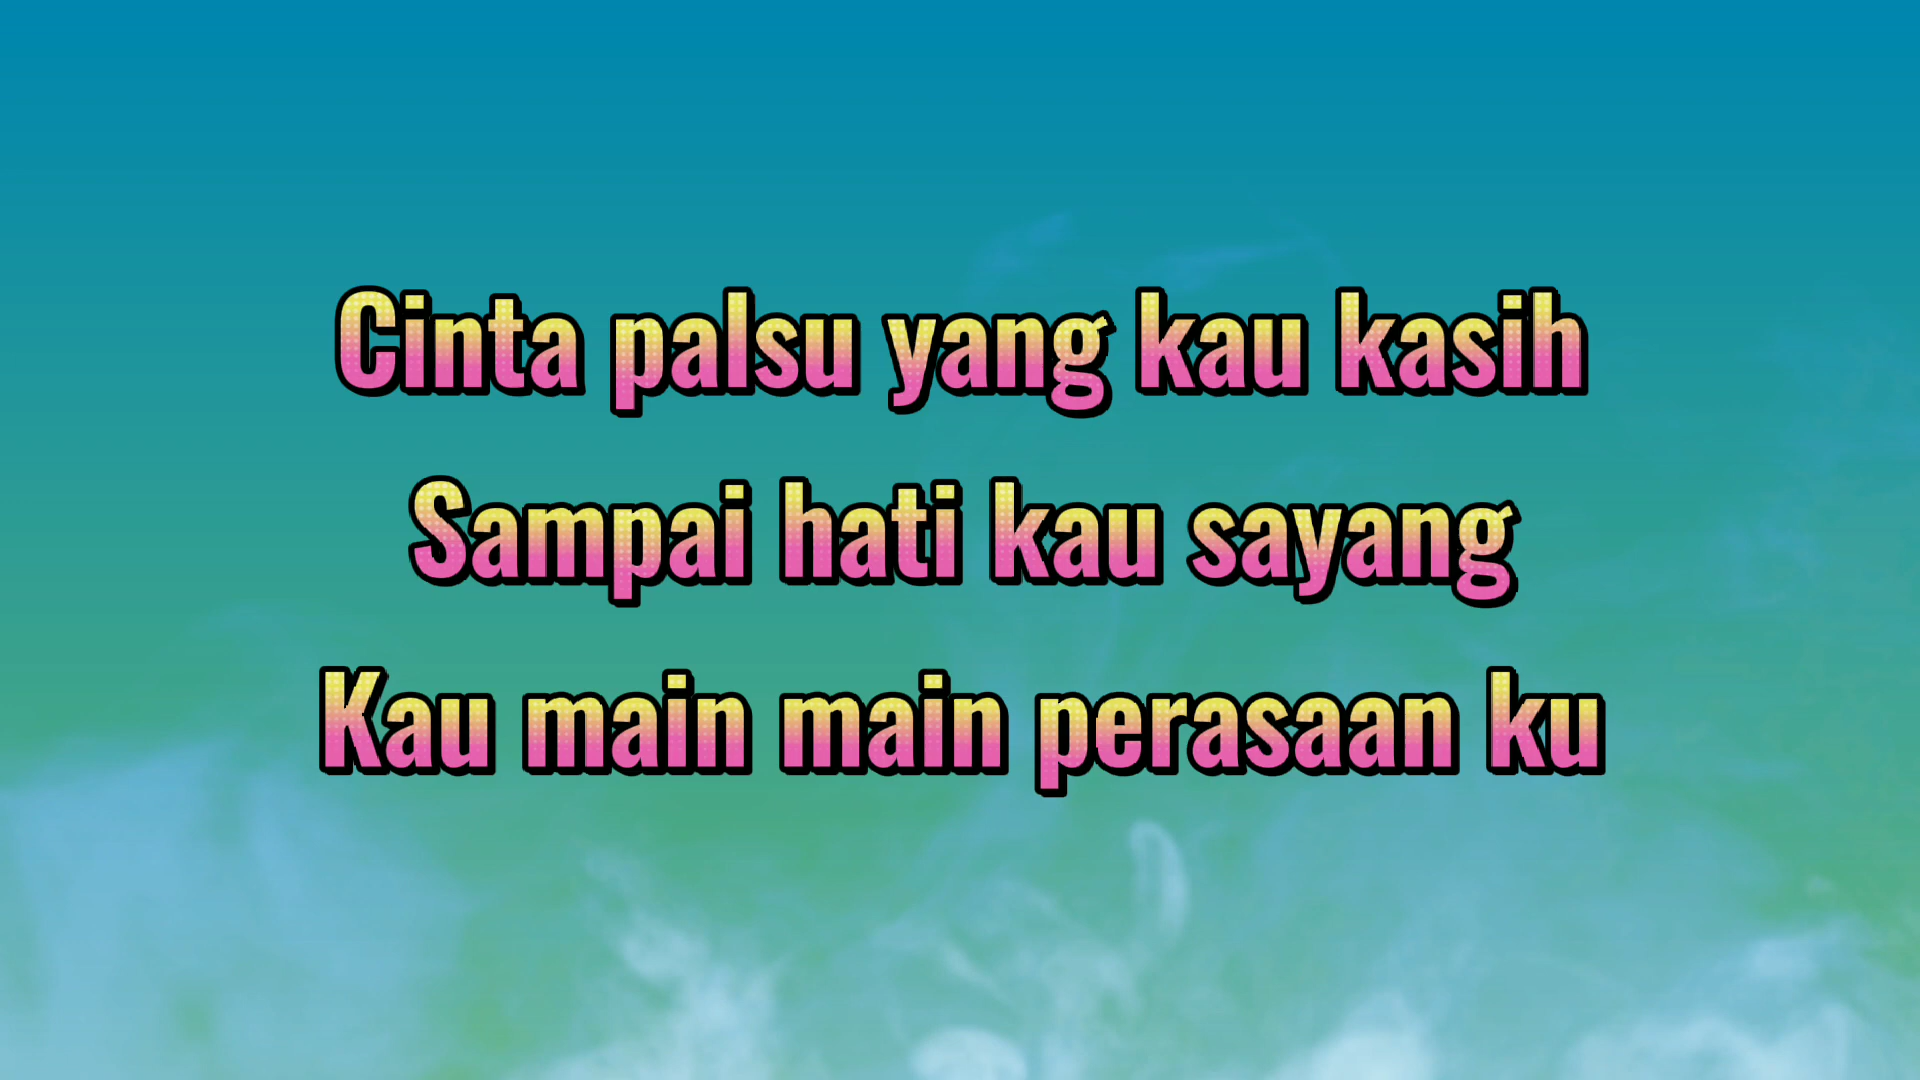 Cinta palsu yang kau kasih
Sampai hati kau sayang
Kau main main perasaan ku